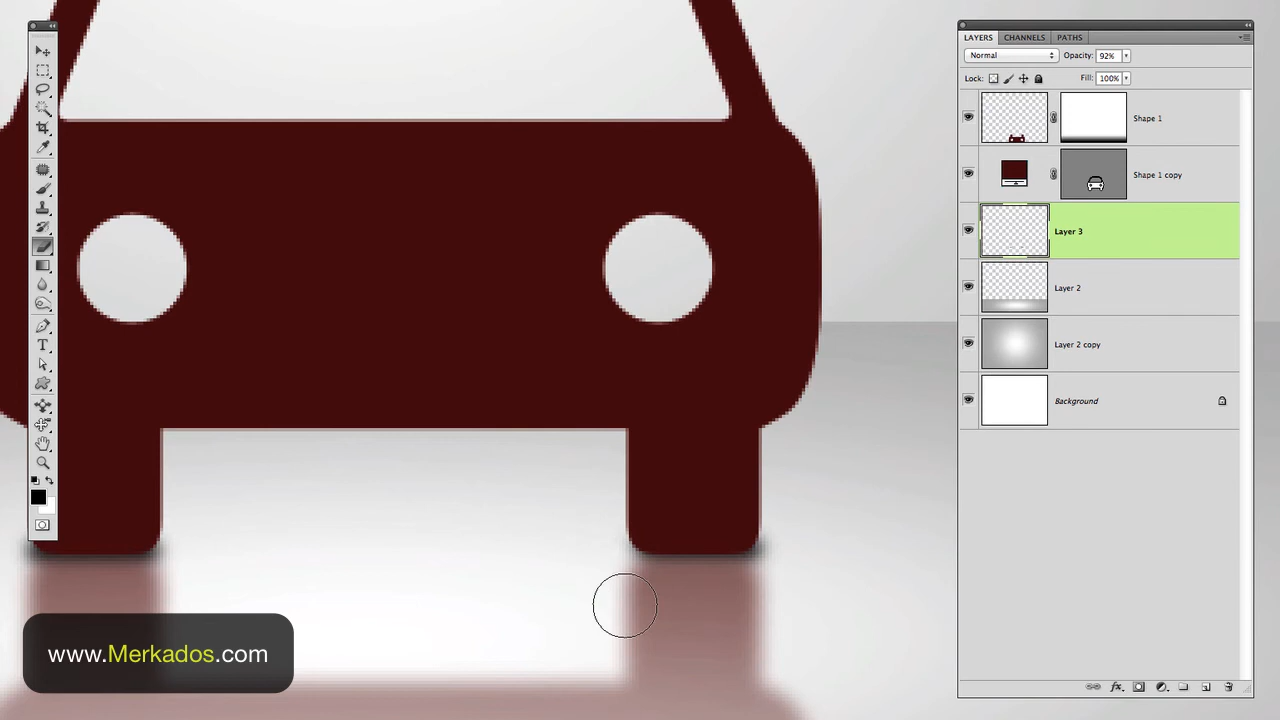 LAYERS CHANNELS PATHS
Normal Opacity: 92%
Lock: Fill: 100%
Shape 1
Shape 1 copy
Layer 3
Layer 2
Layer 2 copy
Background
www.Merkados.com